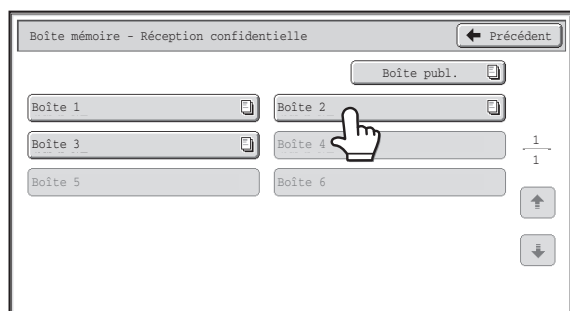 Boîte mémoire - Réception confidentielle
Précédent
Boîte publ.
Boîte 1
Boîte 2
Boîte 3
Boîte 4
1
1
Boîte 5
Boîte 6